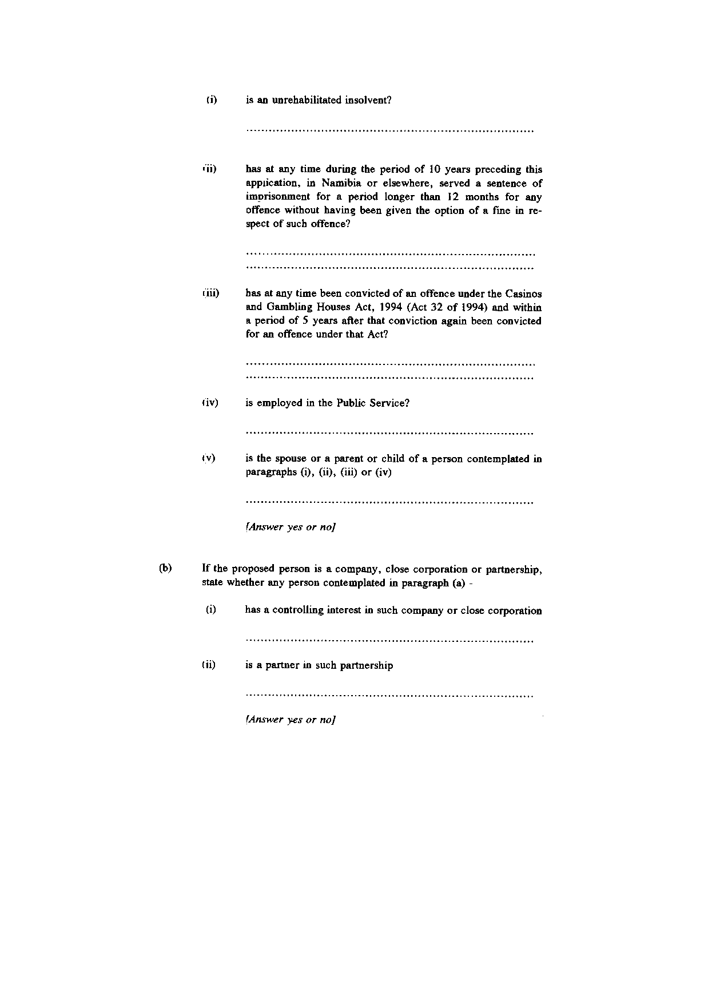 (i) is an unrehabilitated insolvent?
................................................................................
(ii) has at any time during the period of 10 years preceding this
application, in Namibia or elsewhere, served a sentence of
imprisonment for a period longer than 12 months for any
offence without having been given the option of a fine in re-
spect of such offence?
................................................................................
................................................................................
(iii) has at any time been convicted of an offence under the Casinos
and Gambling Houses Act, 1994 (Act 32 of 1994) and within
a period of 5 years after that conviction again been convicted
for an offence under that Act?
................................................................................
................................................................................
(iv) is employed in the Public Service?
................................................................................
(v) is the spouse or a parent or child of a person contemplated in
paragraphs (i), (ii), (iii) or (iv)
................................................................................
[Answer yes or no]
(b) If the proposed person is a company, close corporation or partnership,
state whether any person contemplated in paragraph (a) -
(i) has a controlling interest in such company or close corporation
................................................................................
(ii) is a partner in such partnership
................................................................................
[Answer yes or no]